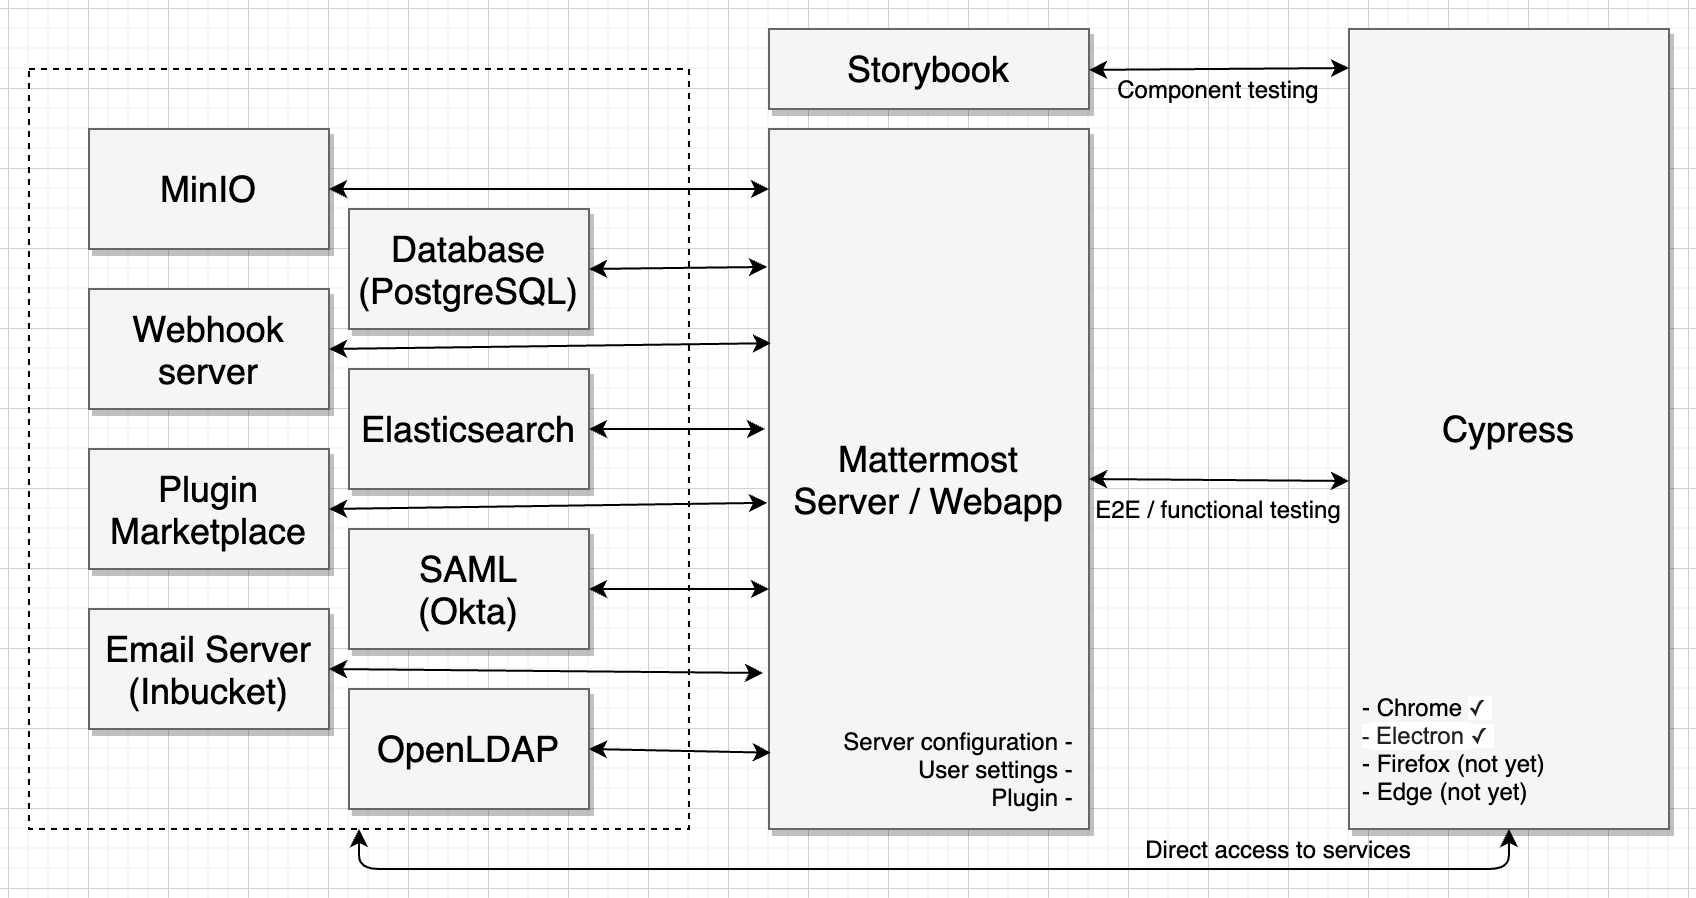 Storybook
Component testing
MinIO
Database
(PostgreSQL)
Webhook
server
Elasticsearch
Plugin
Marketplace
SAML
(Okta)
Email Server
(Inbucket)
OpenLDAP
Mattermost
Server / Webapp
Server configuration -
User settings -
Plugin -
E2E / functional testing
Cypress
- Chrome ✓
- Electron ✓
- Firefox (not yet)
- Edge (not yet)
Direct access to services